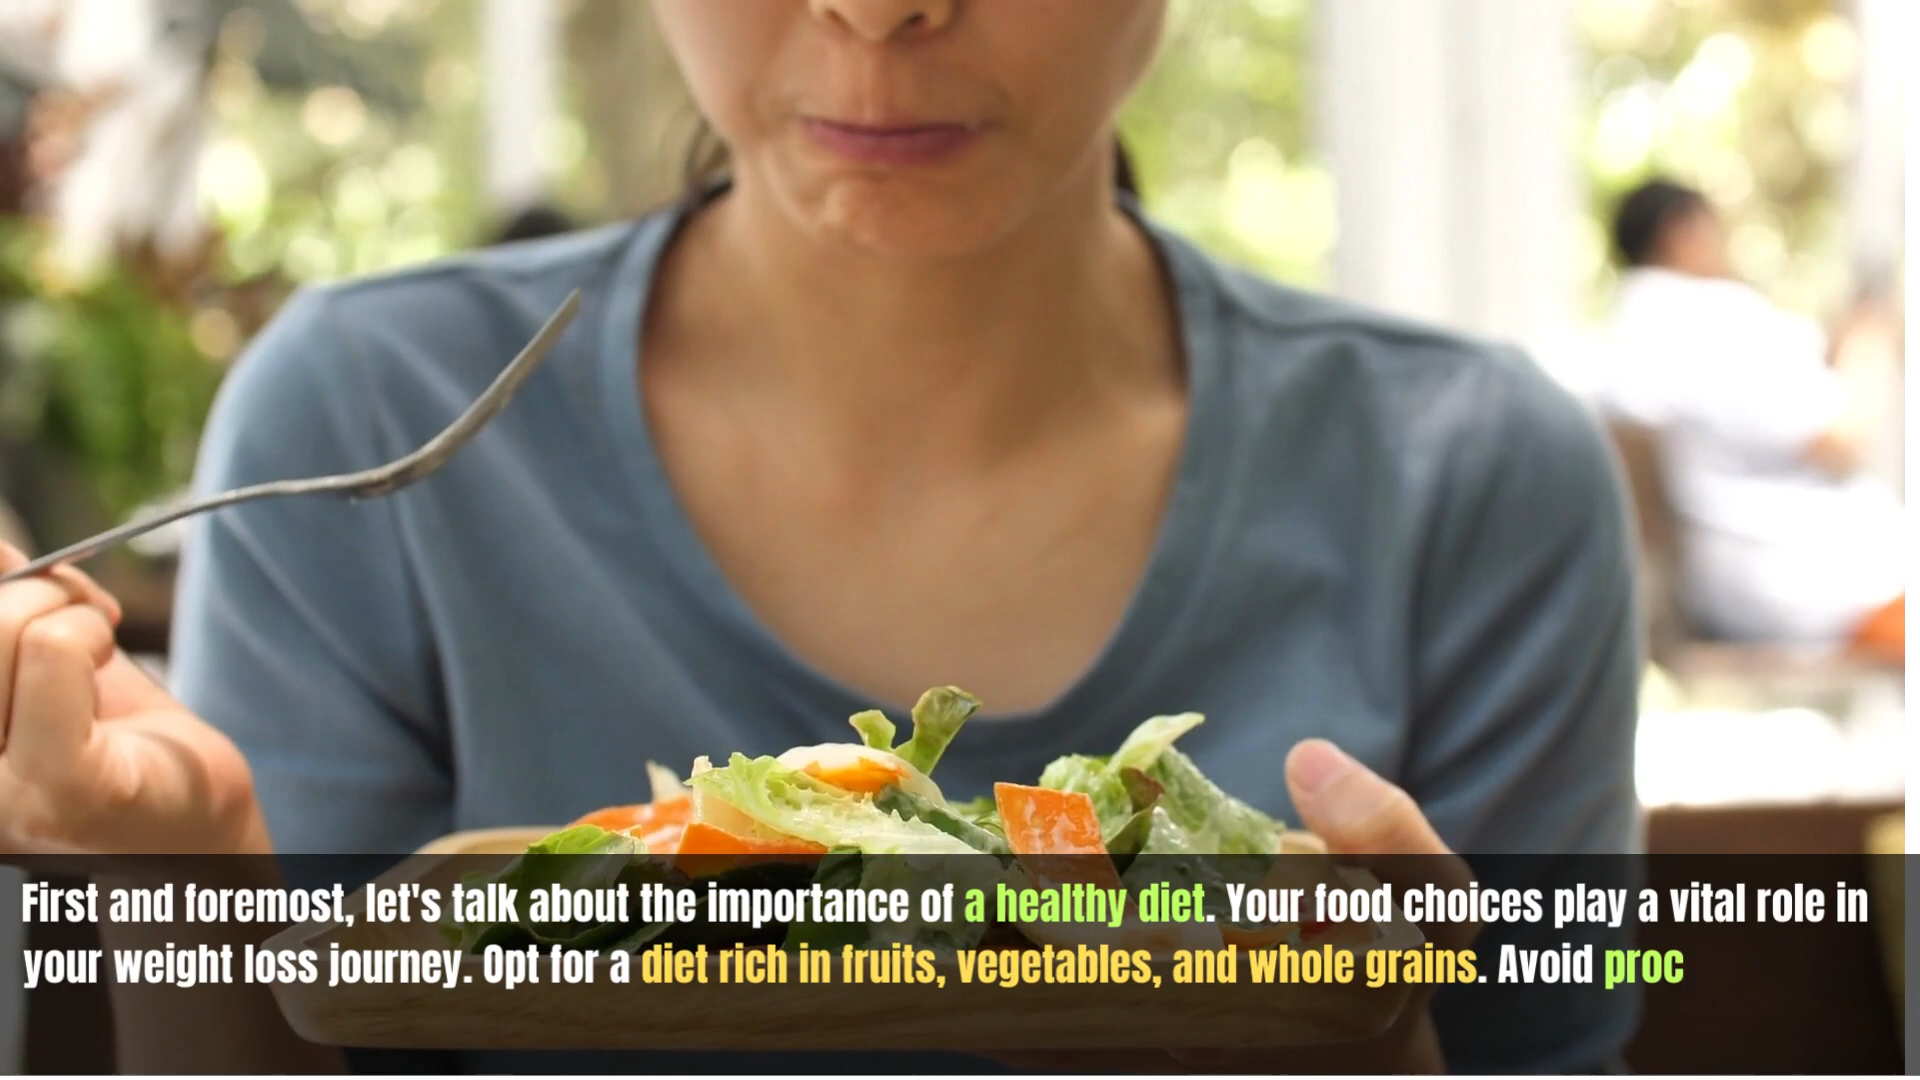 First and foremost, let's talk about the importance of a healthy diet. Your food choices play a vital role in
your weight loss journey. Opt for a diet rich in fruits, vegetables, and whole grains. Avoid proc